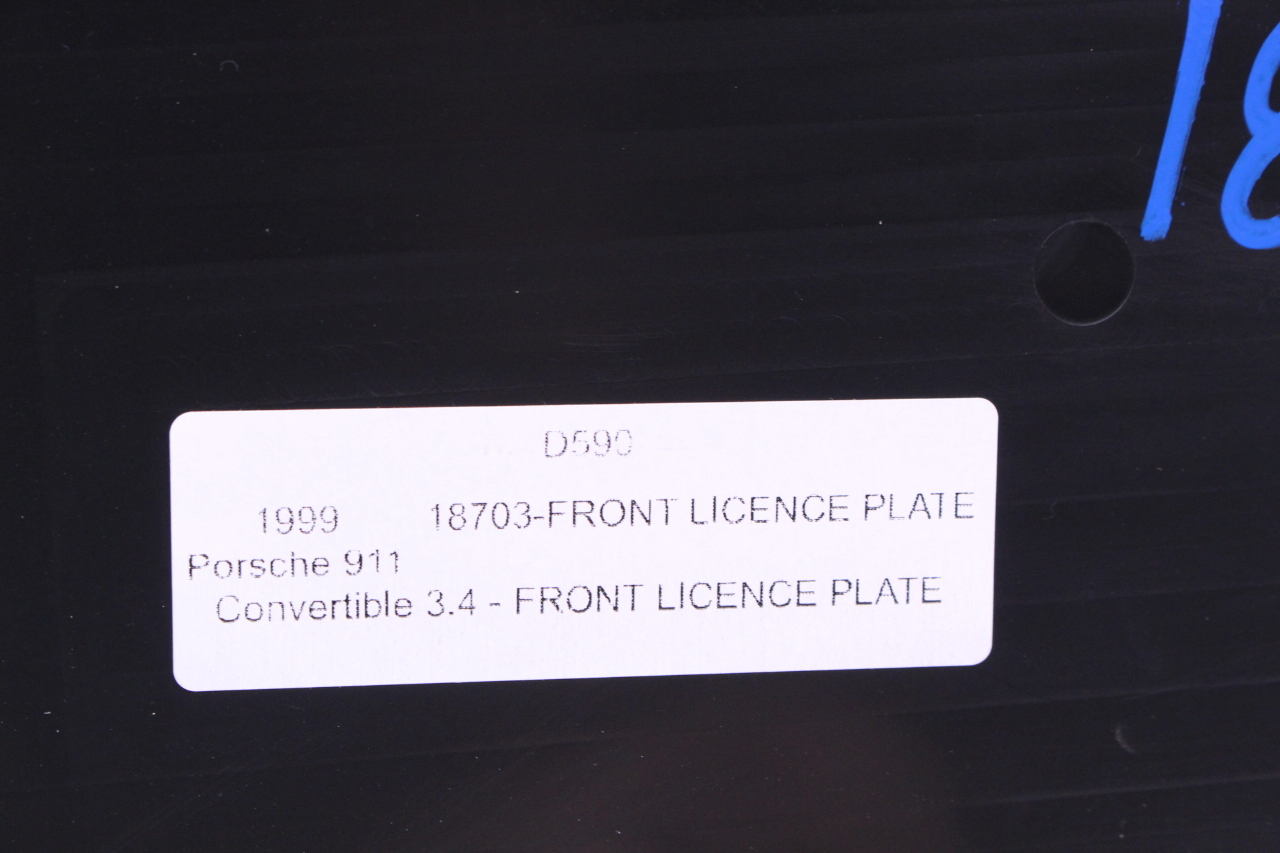 18
D590
1999 18703-FRONT LICENCE PLATE
Porsche 911
Convertible 3.4 - FRONT LICENCE PLATE